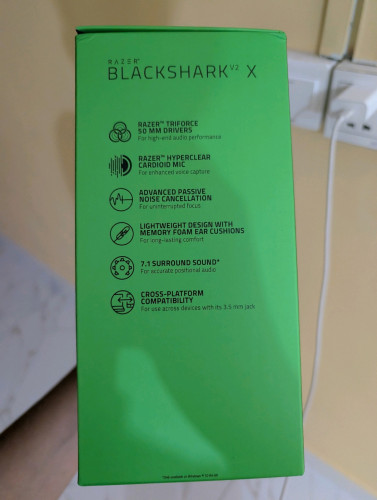 RAZER™
BLACKSHARK V2 X
RAZER™ TRIFORCE
50 MM DRIVERS
For high-end audio performance
RAZER™ HYPERCLEAR
CARDIOID MIC
For enhanced voice capture
ADVANCED PASSIVE
NOISE CANCELLATION
For uninterrupted focus
LIGHTWEIGHT DESIGN WITH
MEMORY FOAM EAR CUSHIONS
For long-lasting comfort
7.1 SURROUND SOUND*
For accurate positional audio
CROSS-PLATFORM
COMPATIBILITY
For use across devices with its 3.5 mm jack